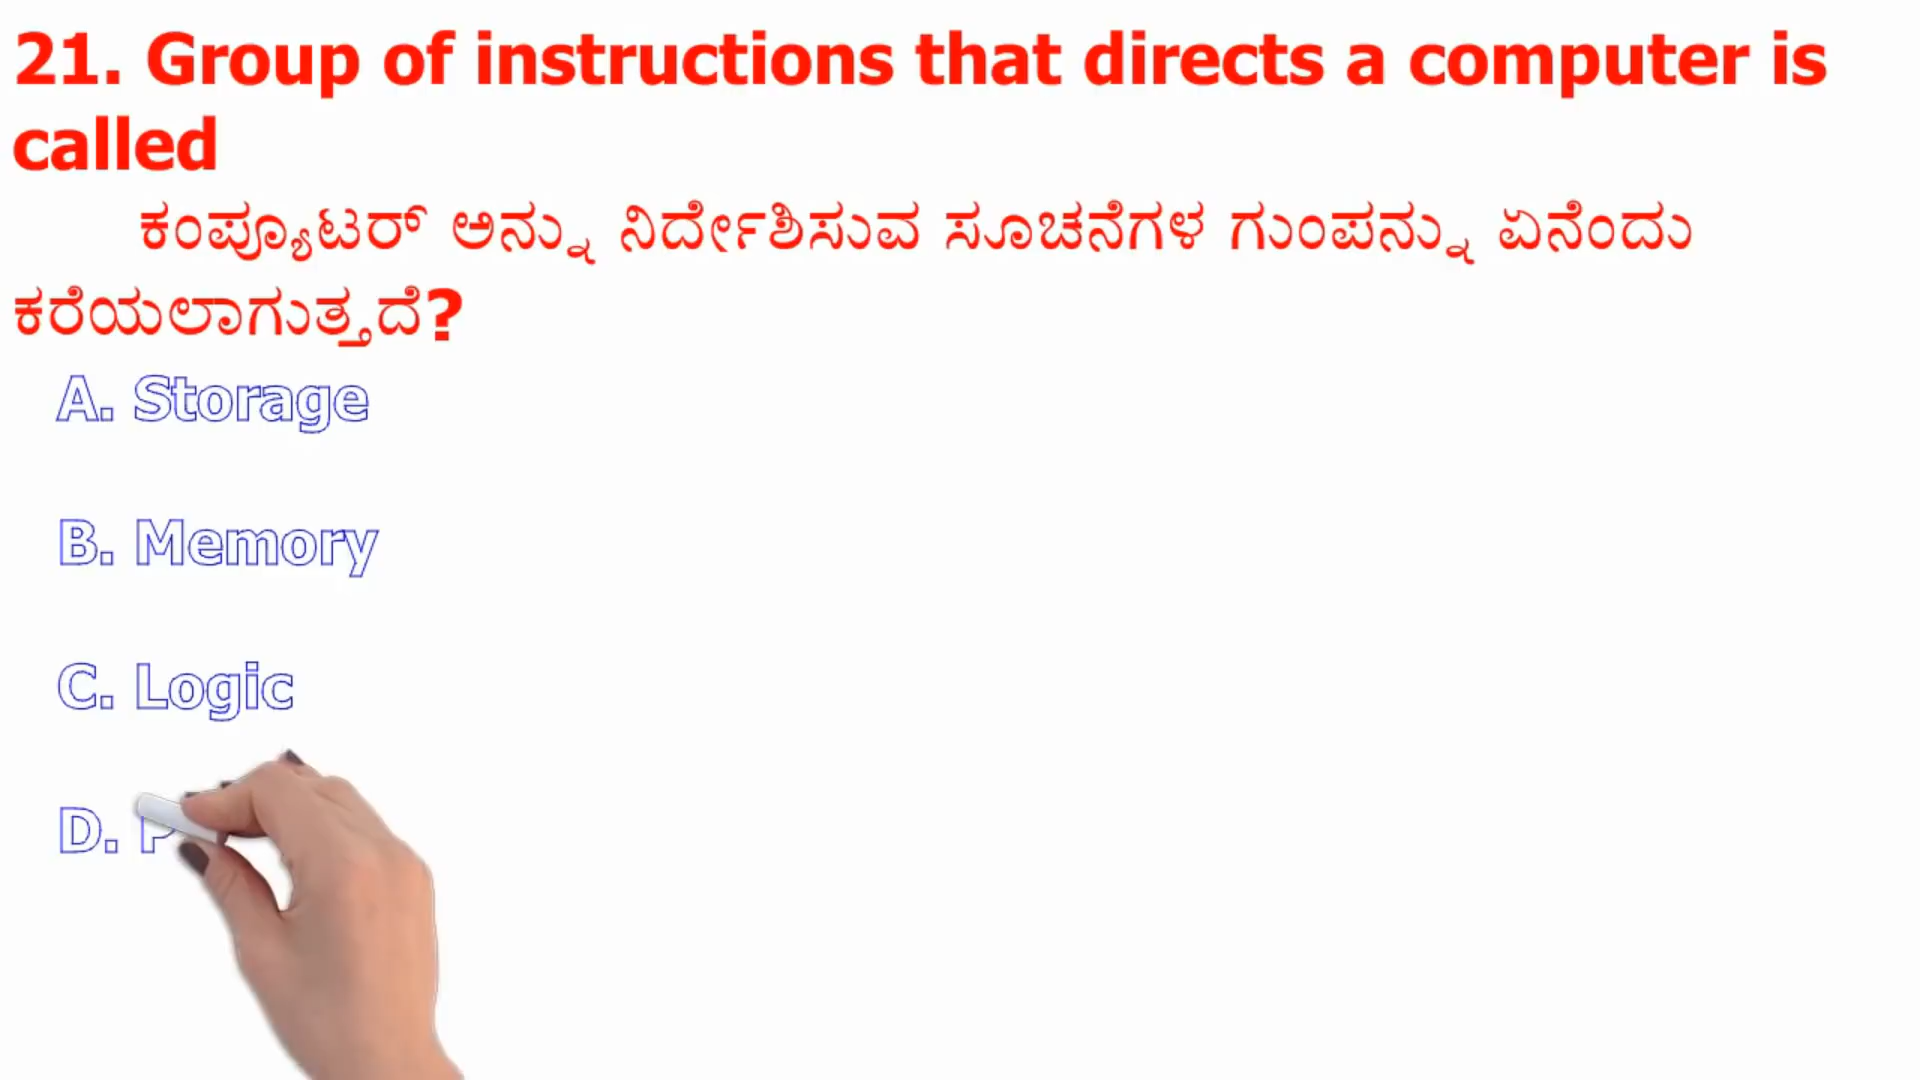 21. Group of instructions that directs a computer is
called
ಕಂಪ್ಯೂಟರ್ ಅನ್ನು ನಿರ್ದೇಶಿಸುವ ಸೂಚನೆಗಳ ಗುಂಪನ್ನು ಏನೆಂದು
ಕರೆಯಲಾಗುತ್ತದೆ?
A. Storage
B. Memory
C. Logic
D. P